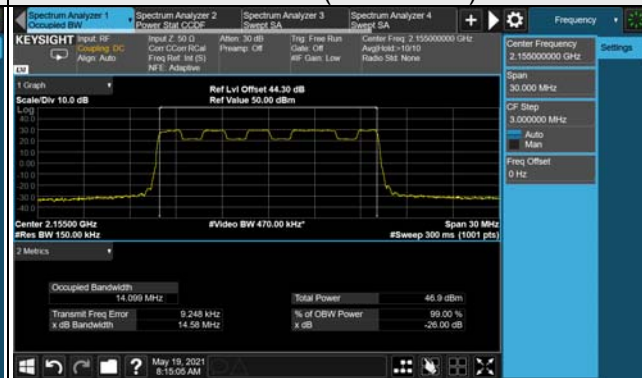 Spectrum Analyzer 1
Occupied BW
Spectrum Analyzer 2
Power Stat CCDF
Spectrum Analyzer 3
Swept SA
Spectrum Analyzer 4
Swept SA
Frequency
KEYSIGHT
Input: RF
Coupling: DC
Align: Auto
Input Z: 50 Ω
Corr CCorr RCal
Freq Ref: Int (S)
NFE: Adaptive
Atten: 30 dB
Preamp: Off
Trig: Free Run
Gate: Off
#IF Gain: Low
Center Freq: 2.155000000 GHz
Avg|Hold:>10/10
Radio Std: None
Center Frequency
2.155000000 GHz
Settings
Span
30.000 MHz
CF Step
3.000000 MHz
Auto
Man
Freq Offset
0 Hz
1 Graph
Scale/Div 10.0 dB
Ref Lvl Offset 44.30 dB
Ref Value 50.00 dBm
Log
40.0
30.0
20.0
10.0
0.00
-10.0
-20.0
-30.0
-40.0
Center 2.15500 GHz
#Res BW 150.00 kHz
#Video BW 470.00 kHz*
Span 30 MHz
#Sweep 300 ms (1001 pts)
2 Metrics
Occupied Bandwidth
14.099 MHz
Total Power
46.9 dBm
Transmit Freq Error
9.248 kHz
% of OBW Power
99.00 %
x dB Bandwidth
14.58 MHz
x dB
-26.00 dB
May 19, 2021
8:15:05 AM